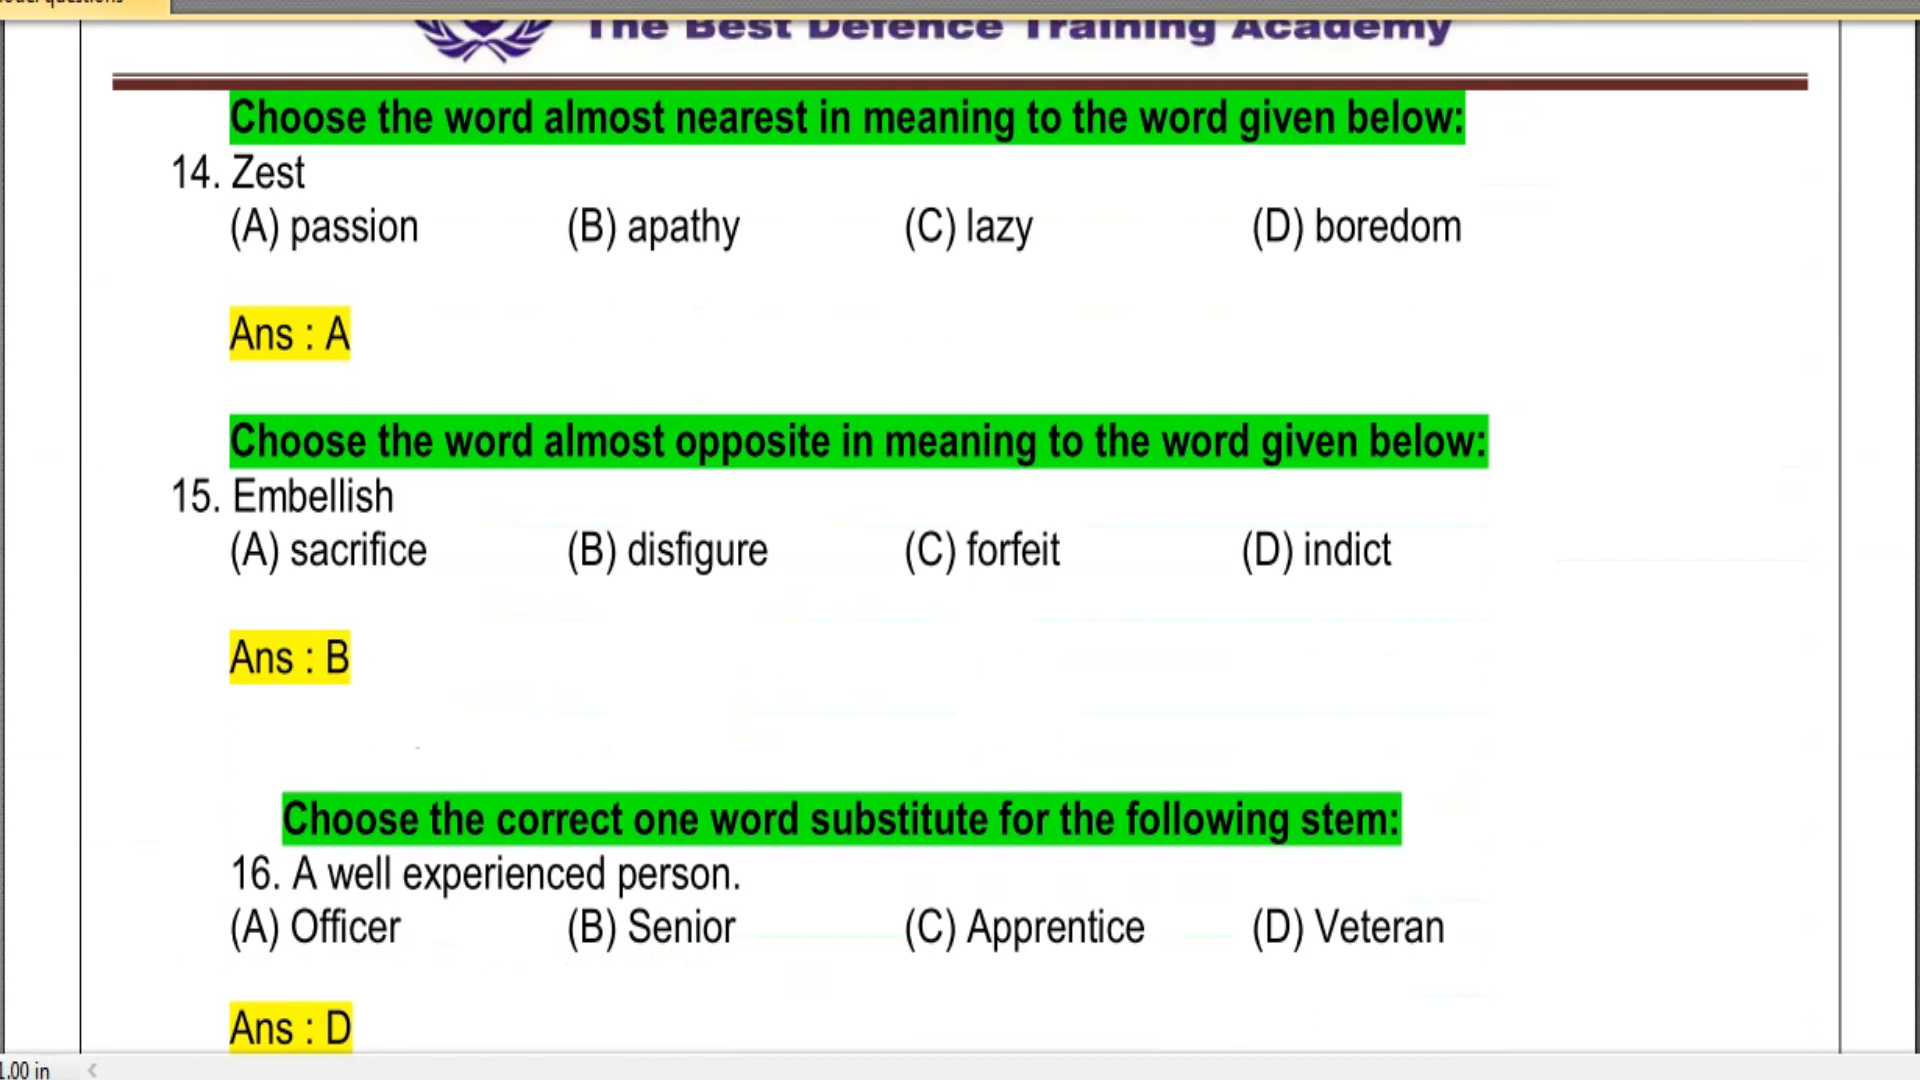 The Best Defence Training Academy
Choose the word almost nearest in meaning to the word given below:
14. Zest
(A) passion (B) apathy (C) lazy (D) boredom
Ans : A
Choose the word almost opposite in meaning to the word given below:
15. Embellish
(A) sacrifice (B) disfigure (C) forfeit (D) indict
Ans : B
Choose the correct one word substitute for the following stem:
16. A well experienced person.
(A) Officer (B) Senior (C) Apprentice (D) Veteran
Ans : D
1.00 in